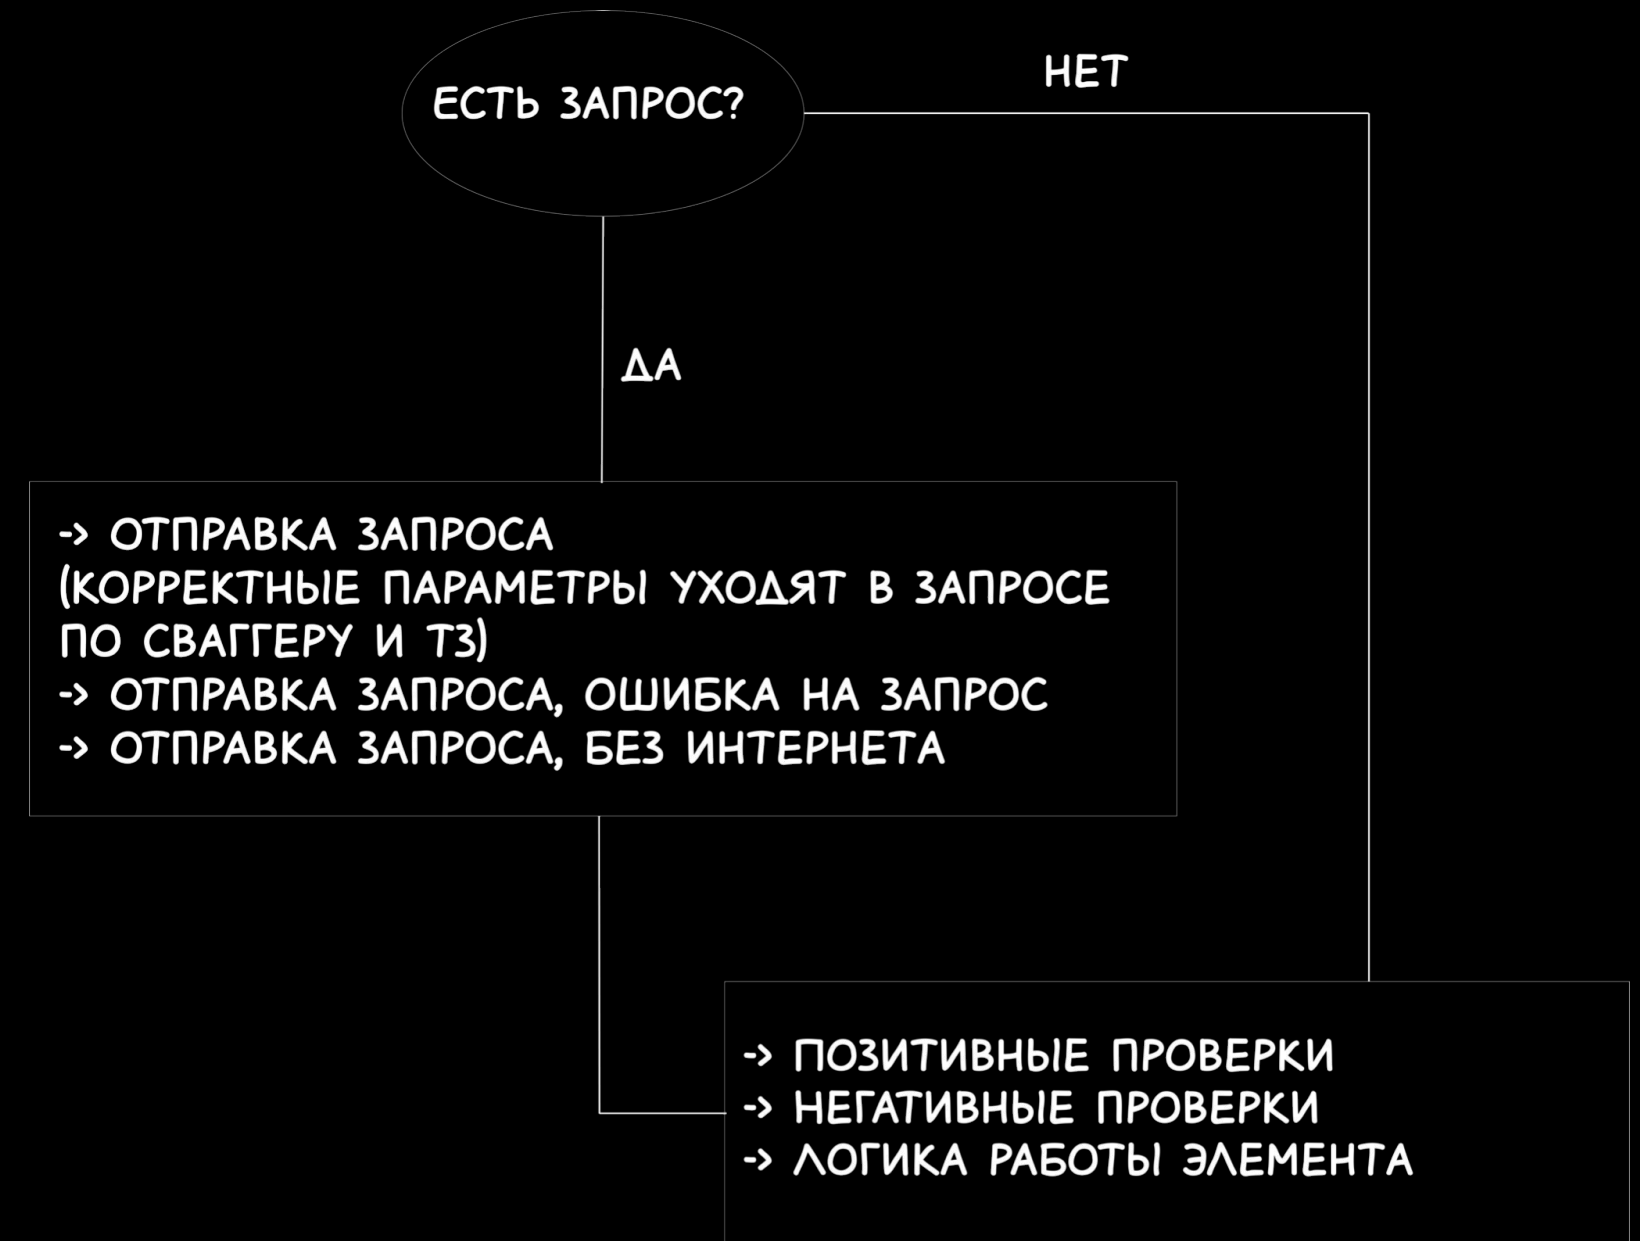 ЕСТЬ ЗАПРОС?
НЕТ
ДА
-> ОТПРАВКА ЗАПРОСА
(КОРРЕКТНЫЕ ПАРАМЕТРЫ УХОДЯТ В ЗАПРОСЕ
ПО СВАГГЕРУ И ТЗ)
-> ОТПРАВКА ЗАПРОСА, ОШИБКА НА ЗАПРОС
-> ОТПРАВКА ЗАПРОСА, БЕЗ ИНТЕРНЕТА
-> ПОЗИТИВНЫЕ ПРОВЕРКИ
-> НЕГАТИВНЫЕ ПРОВЕРКИ
-> ЛОГИКА РАБОТЫ ЭЛЕМЕНТА